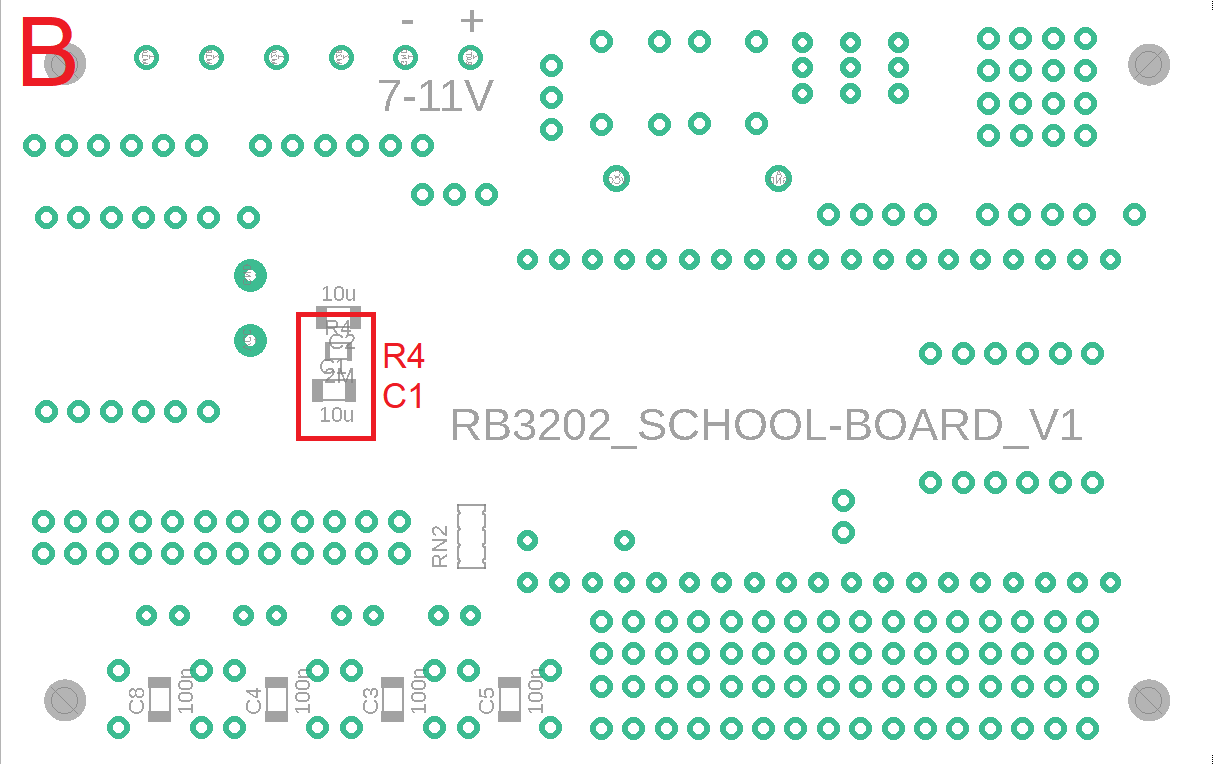 B
- +
7-11V
10u
R4
C2
C1
2M
10u
R4
C1
RB3202_SCHOOL-BOARD_V1
RN2
C8
100n
C4
100n
C3
100n
C5
100n